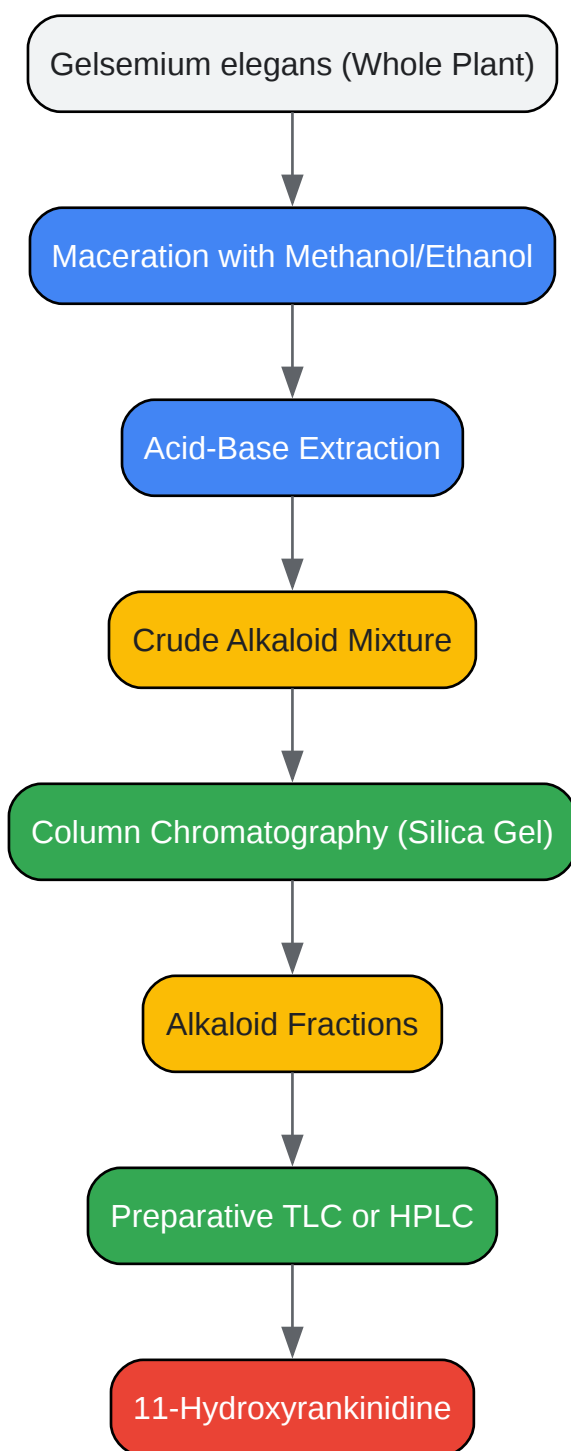 Gelsemium elegans (Whole Plant)
Maceration with Methanol/Ethanol
Acid-Base Extraction
Crude Alkaloid Mixture
Column Chromatography (Silica Gel)
Alkaloid Fractions
Preparative TLC or HPLC
11-Hydroxyrankinidine